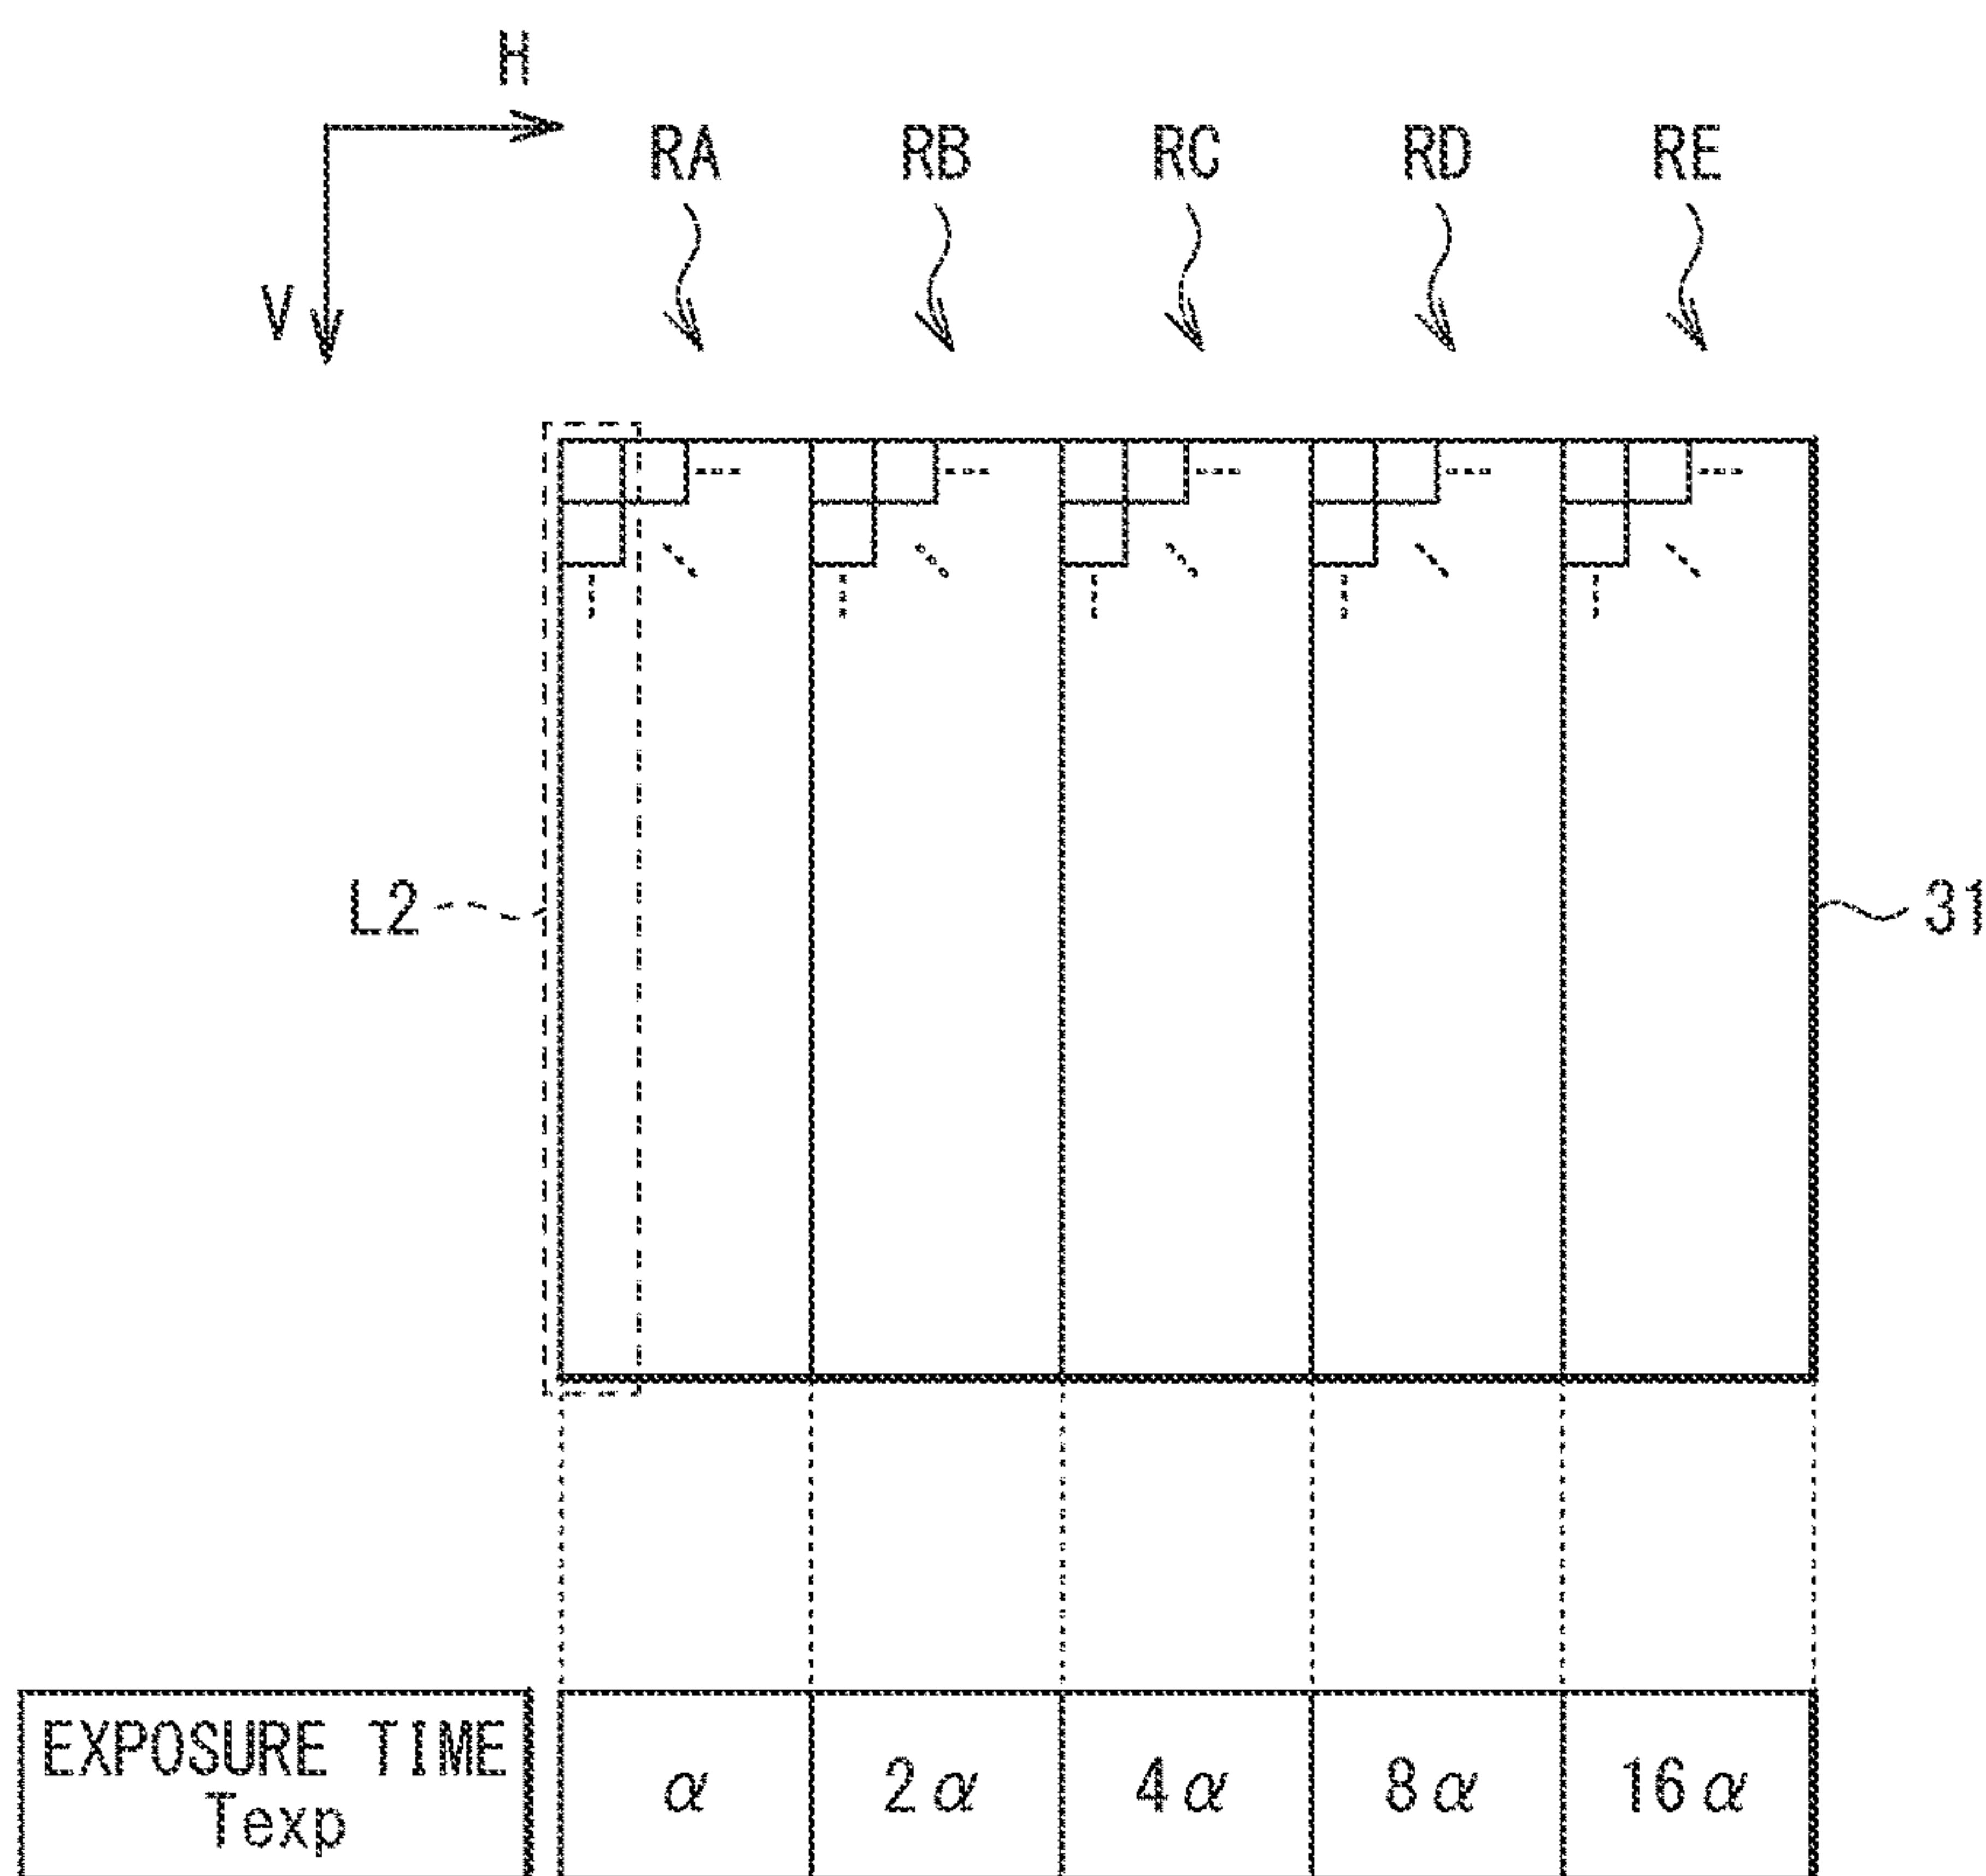 H
RA RB RC RD RE
V
L2 31
EXPOSURE TIME
Texp
α 2α 4α 8α 16α